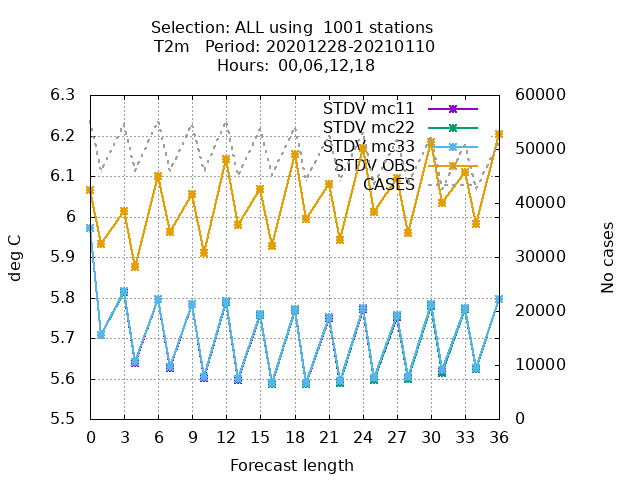 Selection: ALL using  1001 stations
T2m   Period: 20201228-20210110
Hours:  00,06,12,18
6.3
6.2
6.1
6
5.9
5.8
5.7
5.6
5.5
deg C
60000
50000
40000
30000
20000
10000
0
No cases
STDV mc11
STDV mc22
STDV mc33
STDV OBS
CASES
0 3 6 9 12 15 18 21 24 27 30 33 36
Forecast length